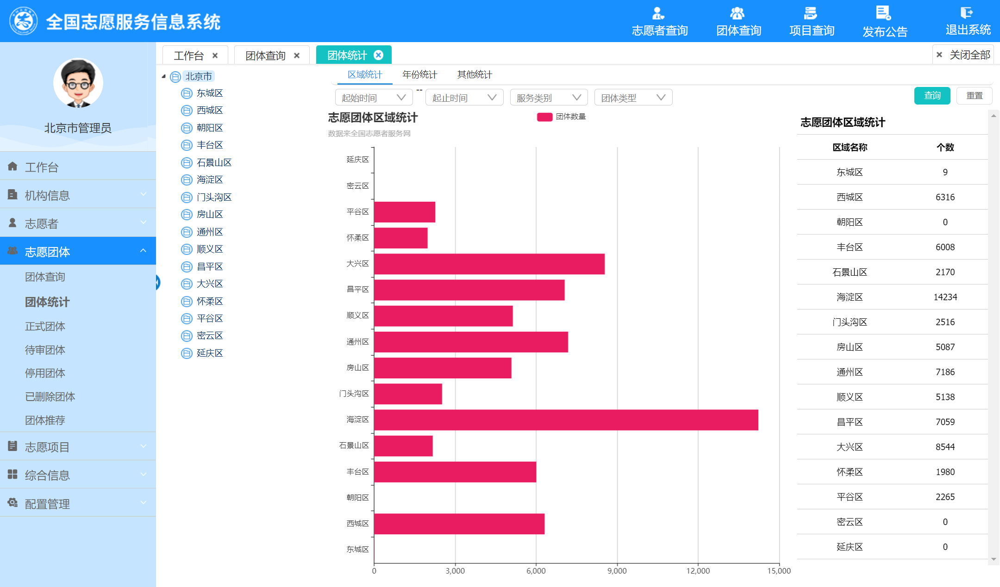 全国志愿服务信息系统
志愿者查询
团体查询
项目查询
发布公告
退出系统
北京市管理员
工作台
机构信息
志愿者
志愿团体
团体查询
团体统计
正式团体
待审团体
停用团体
已删除团体
团体推荐
志愿项目
综合信息
配置管理
工作台
团体查询
团体统计
关闭全部
北京市
东城区
西城区
朝阳区
丰台区
石景山区
海淀区
门头沟区
房山区
通州区
顺义区
昌平区
大兴区
怀柔区
平谷区
密云区
延庆区
区域统计 年份统计 其他统计
起始时间 -- 起止时间 服务类别 团体类型 查询 重置
志愿团体区域统计
数据来全国志愿者服务网
团体数量
延庆区
密云区
平谷区
怀柔区
大兴区
昌平区
顺义区
通州区
房山区
门头沟区
海淀区
石景山区
丰台区
朝阳区
西城区
东城区
0 3,000 6,000 9,000 12,000 15,000
志愿团体区域统计
区域名称 个数
东城区 9
西城区 6316
朝阳区 0
丰台区 6008
石景山区 2170
海淀区 14234
门头沟区 2516
房山区 5087
通州区 7186
顺义区 5138
昌平区 7059
大兴区 8544
怀柔区 1980
平谷区 2265
密云区 0
延庆区 0